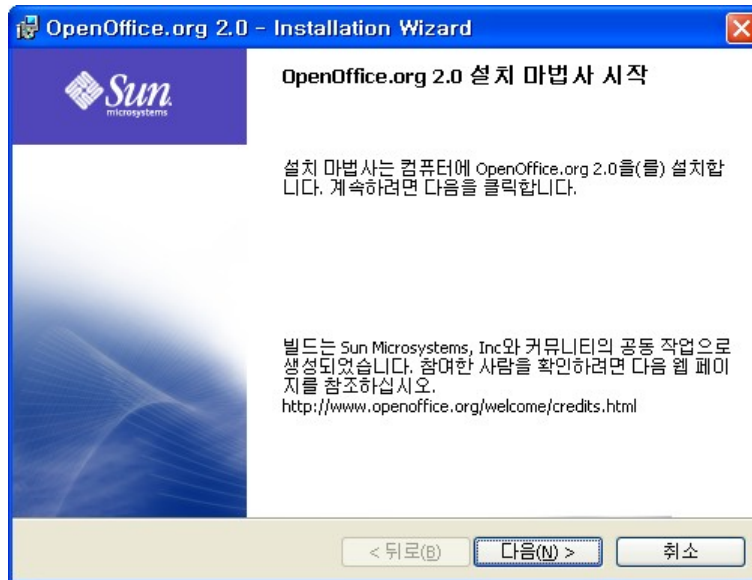 OpenOffice.org 2.0 - Installation Wizard
Sun
microsystems
OpenOffice.org 2.0 설치 마법사 시작
설치 마법사는 컴퓨터에 OpenOffice.org 2.0을(를) 설치합
니다. 계속하려면 다음을 클릭합니다.
빌드는 Sun Microsystems, Inc와 커뮤니티의 공동 작업으로
생성되었습니다. 참여한 사람을 확인하려면 다음 웹 페이
지를 참조하십시오.
http://www.openoffice.org/welcome/credits.html
< 뒤로(B)
다음(N) >
취소